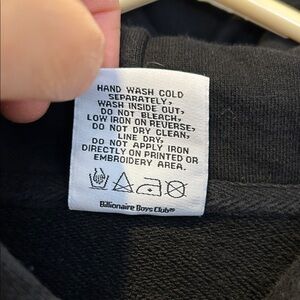 HAND WASH COLD
SEPARATELY,
WASH INSIDE OUT,
DO NOT BLEACH,
LOW IRON ON REVERSE,
DO NOT DRY CLEAN,
LINE DRY,
DO NOT APPLY IRON
DIRECTLY ON PRINTED OR
EMBROIDERY AREA.
Billionaire Boys Club®